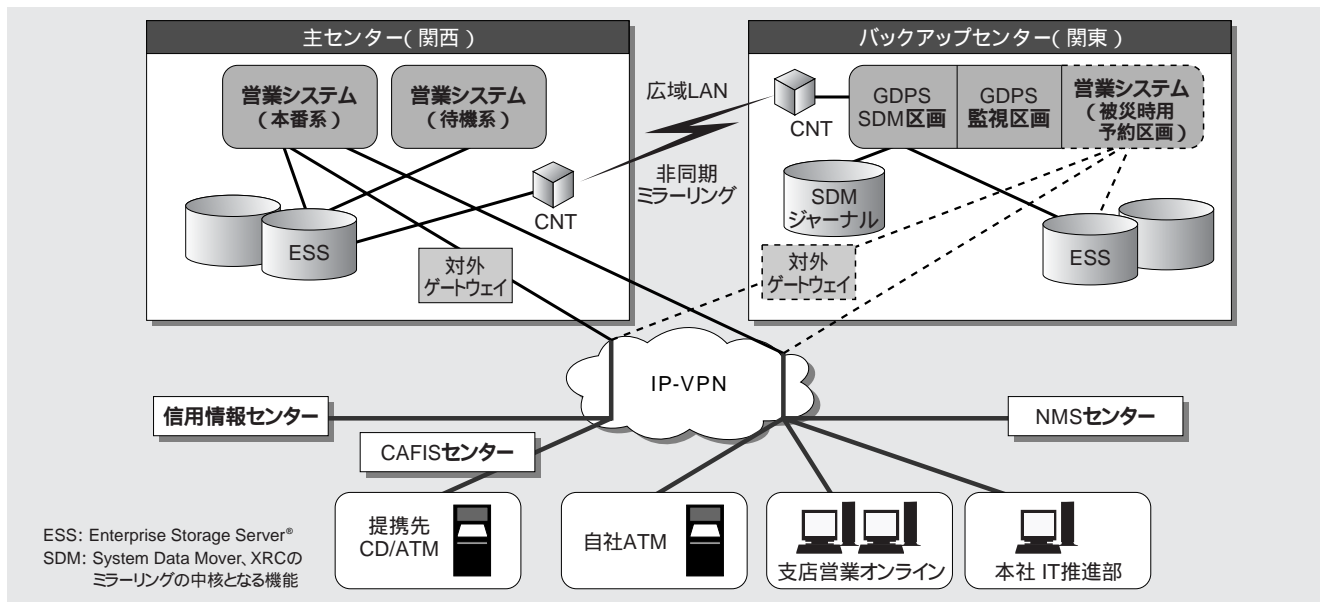 主センター(関西)
営業システム
(本番系)
営業システム
(待機系)
ESS
CNT
対外
ゲートウェイ
広域LAN
非同期
ミラーリング
バックアップセンター(関東)
CNT
GDPS
SDM区画
GDPS
監視区画
営業システム
(被災時用
予約区画)
SDM
ジャーナル
ESS
対外
ゲートウェイ
IP-VPN
信用情報センター
CAFISセンター
NMSセンター
提携先
CD/ATM
自社ATM
支店営業オンライン
本社 IT推進部
ESS: Enterprise Storage Server®
SDM: System Data Mover、XRCの
ミラーリングの中核となる機能